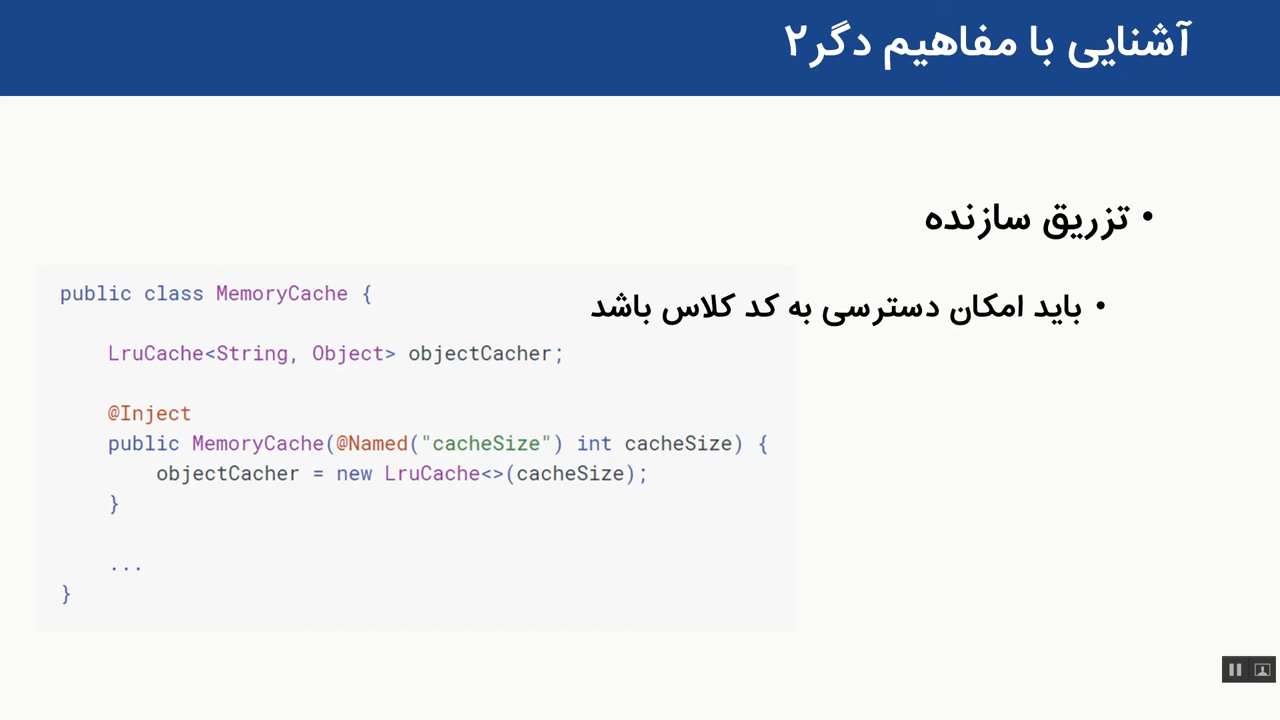 آشنایی با مفاهیم دگر۲
• تزریق سازنده
• باید امکان دسترسی به کد کلاس باشد
public class MemoryCache {
LruCache<String, Object> objectCacher;
@Inject
public MemoryCache(@Named("cacheSize") int cacheSize) {
objectCacher = new LruCache<>(cacheSize);
}
...
}